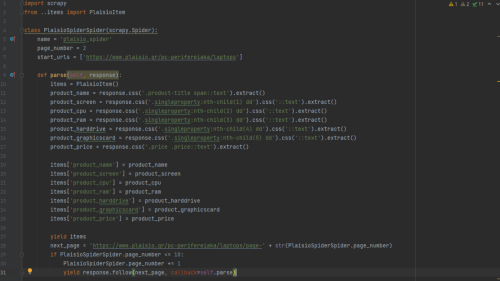 import scrapy
from ..items import PlaisioItem
class PlaisioSpiderSpider(scrapy.Spider):
name = 'plaisio_spider'
page_number = 2
start_urls = ['https://www.plaisio.gr/pc-perifereiaka/laptops']
def parse(self, response):
items = PlaisioItem()
product_name = response.css('.product-title span::text').extract()
product_screen = response.css('.singleproperty:nth-child(1) dd').css('::text').extract()
product_cpu = response.css('.singleproperty:nth-child(2) dd').css('::text').extract()
product_ram = response.css('.singleproperty:nth-child(3) dd').css('::text').extract()
product_harddrive = response.css('.singleproperty:nth-child(4) dd').css('::text').extract()
product_graphicscard = response.css('.singleproperty:nth-child(5) dd').css('::text').extract()
product_price = response.css('.price .price::text').extract()
items['product_name'] = product_name
items['product_screen'] = product_screen
items['product_cpu'] = product_cpu
items['product_ram'] = product_ram
items['product_harddrive'] = product_harddrive
items['product_graphicscard'] = product_graphicscard
items['product_price'] = product_price
yield items
next_page = 'https://www.plaisio.gr/pc-perifereiaka/laptops/page-' + str(PlaisioSpiderSpider.page_number)
if PlaisioSpiderSpider.page_number <= 10:
PlaisioSpiderSpider.page_number += 1
yield response.follow(next_page, callback=self.parse)